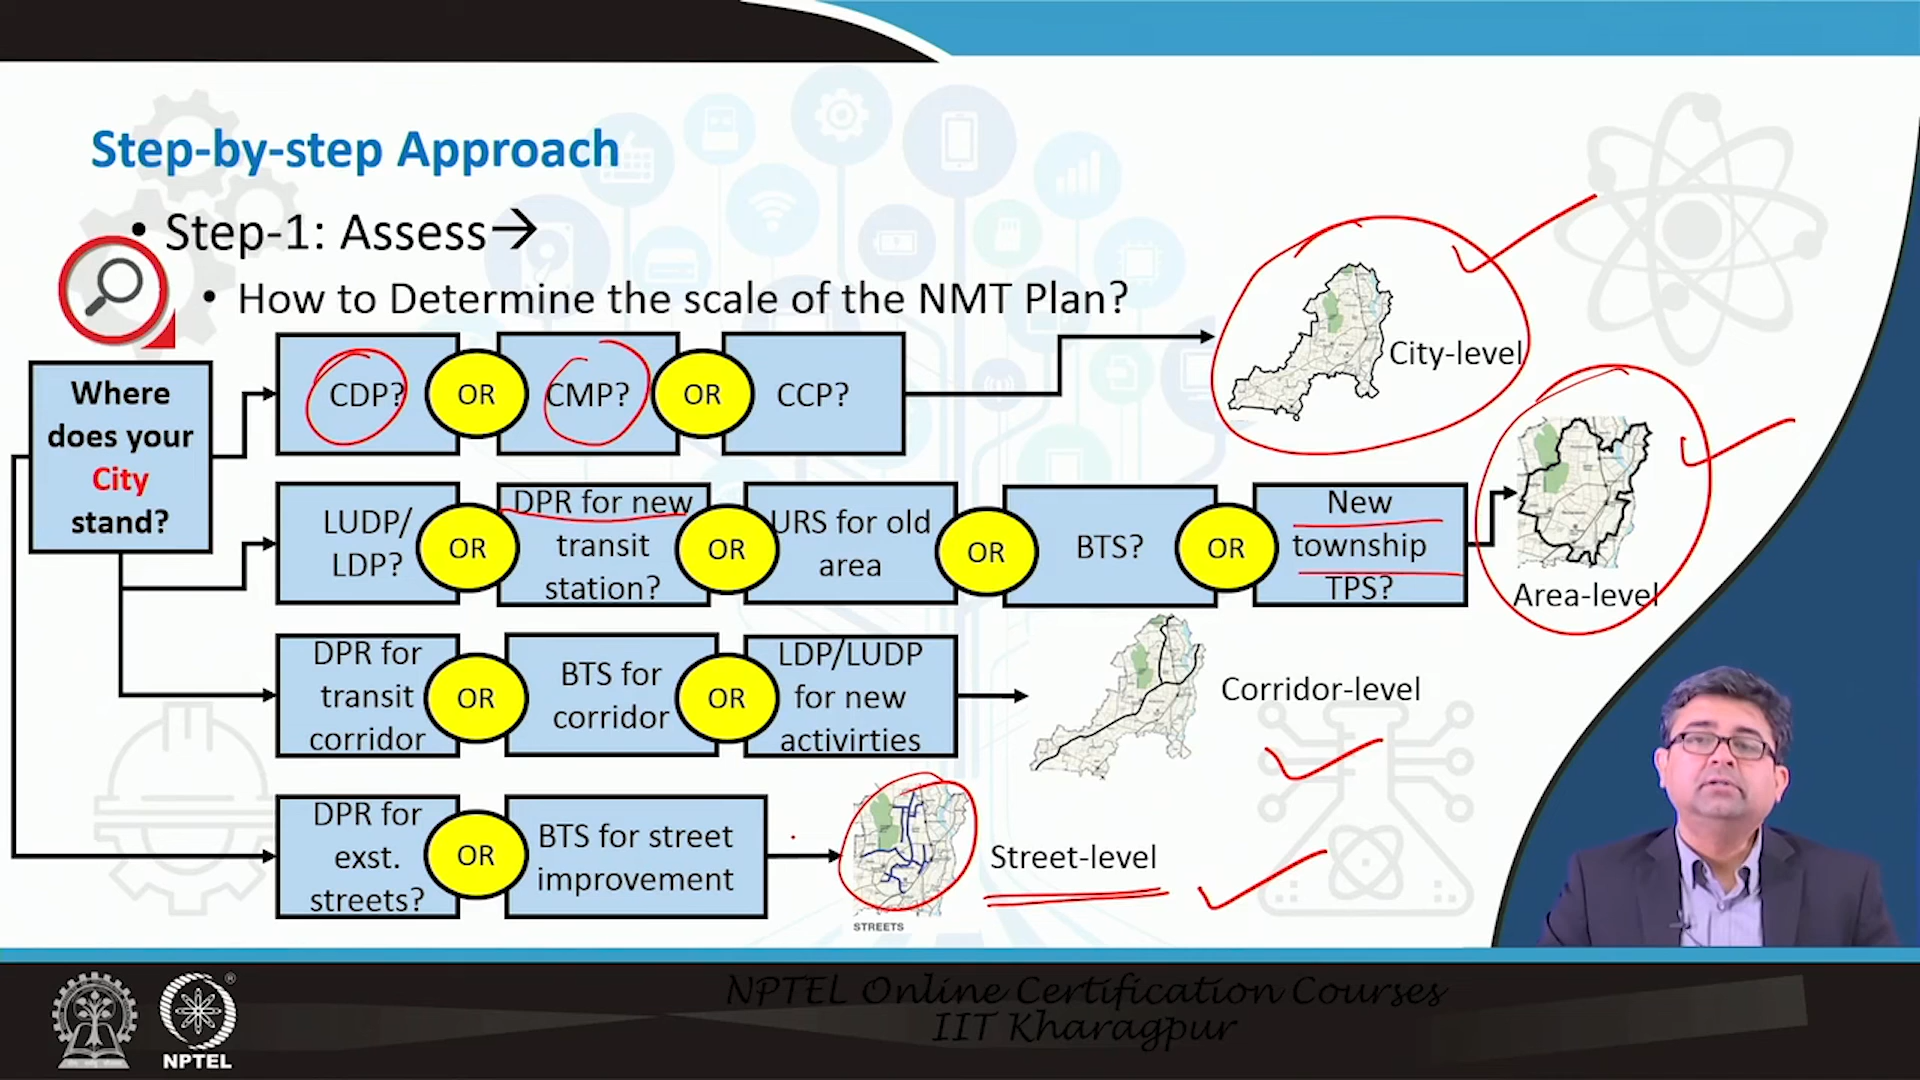 Step-by-step Approach
• Step-1: Assess→
• How to Determine the scale of the NMT Plan?
Where
does your
City
stand?
CDP?
OR
CMP?
OR
CCP?
City-level
LUDP/
LDP?
OR
DPR for new
transit
station?
OR
URS for old
area
OR
BTS?
OR
New
township
TPS?
Area-level
DPR for
transit
corridor
OR
BTS for
corridor
OR
LDP/LUDP
for new
activirties
Corridor-level
DPR for
exst.
streets?
OR
BTS for street
improvement
STREETS
Street-level
NPTEL
®
NPTEL Online Certification Courses
IIT Kharagpur